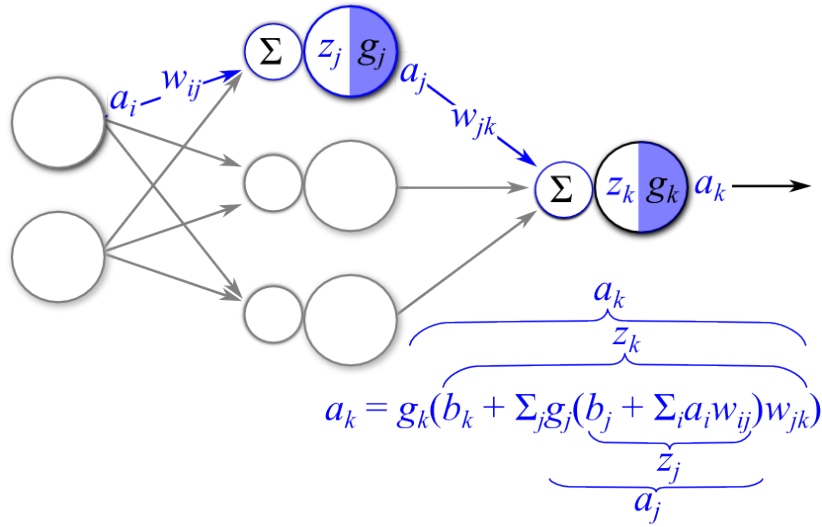 Σ z_j g_j
a_i w_ij a_j
w_jk
Σ z_k g_k a_k
a_k
z_k
a_k = g_k(b_k + Σ_j g_j(b_j + Σ_i a_i w_ij)w_jk)
z_j
a_j